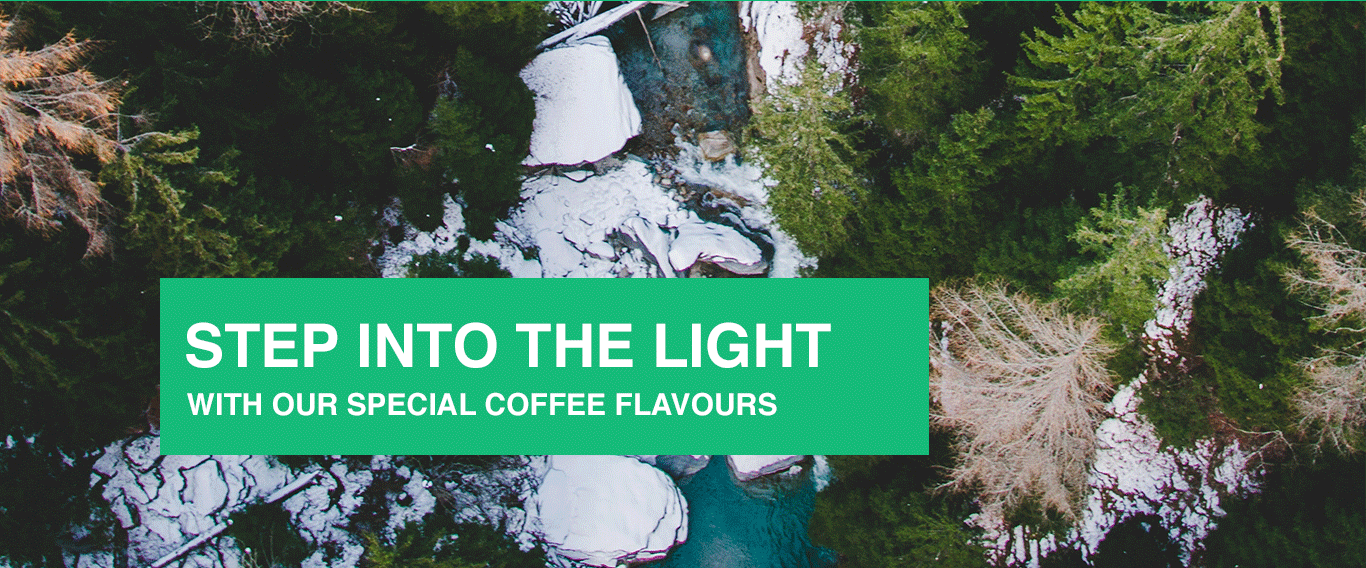 STEP INTO THE LIGHT
WITH OUR SPECIAL COFFEE FLAVOURS